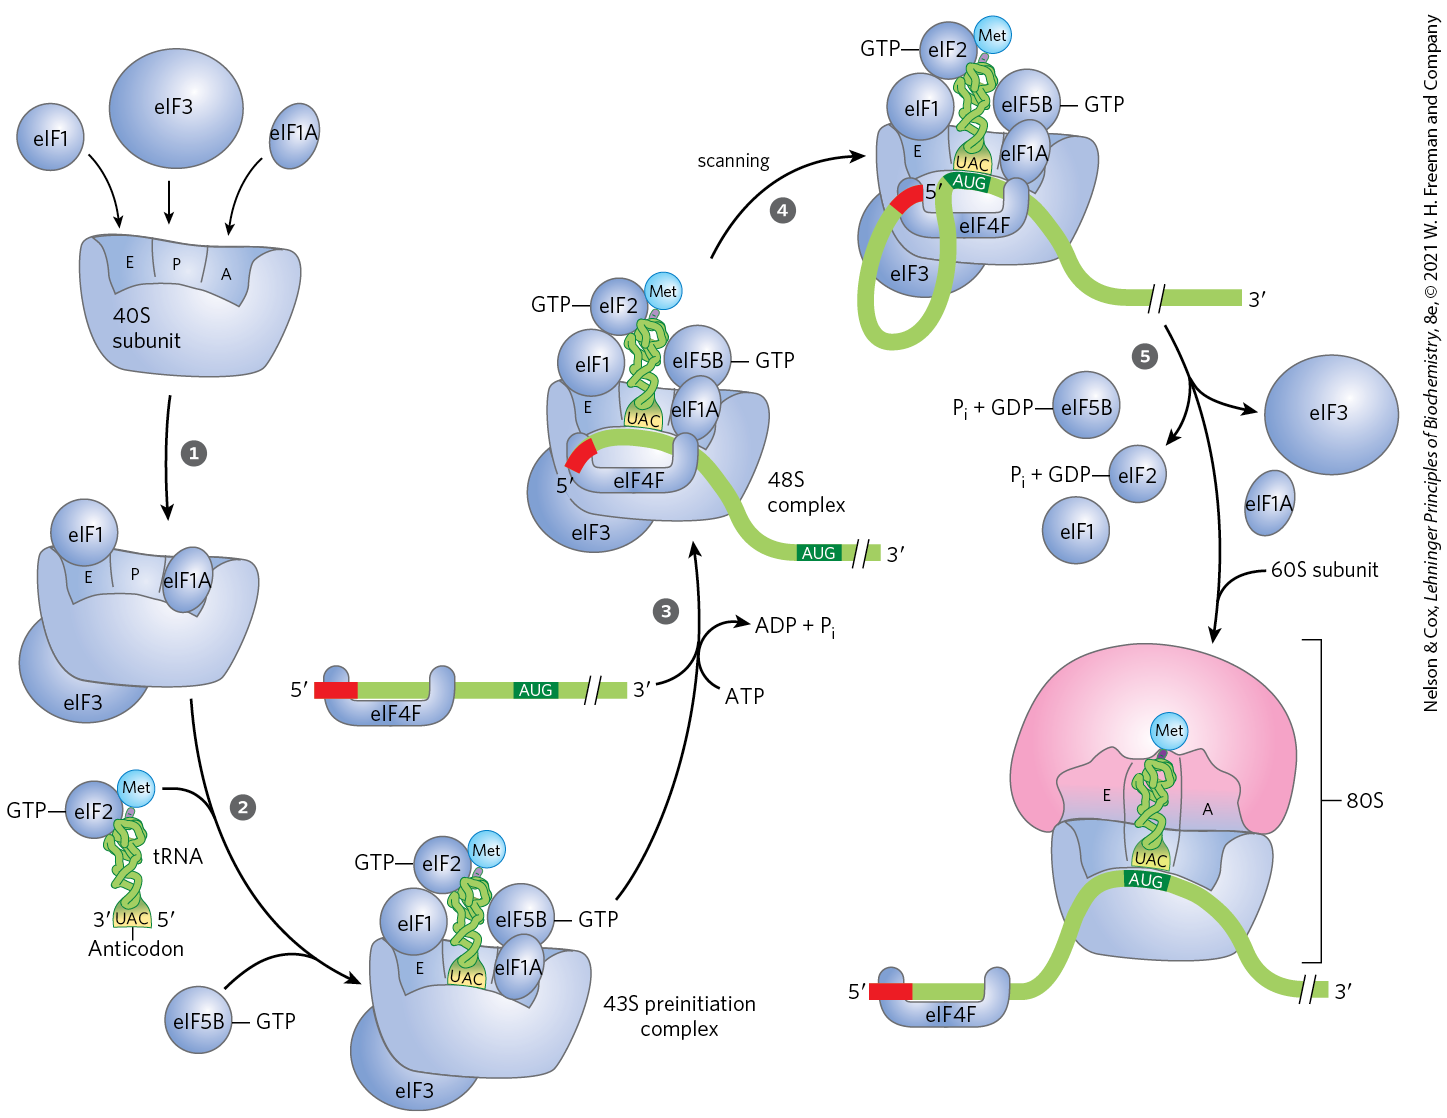 eIF1
eIF3
eIF1A
E
P
A
40S
subunit
1
eIF1
E
P
eIF1A
eIF3
GTP
eIF2
Met
tRNA
3′
UAC
5′
Anticodon
2
eIF5B
GTP
GTP
eIF2
Met
eIF1
eIF5B
GTP
E
UAC
eIF1A
eIF3
43S preinitiation
complex
5′
eIF4F
AUG
3′
3
ADP + Pi
ATP
GTP
eIF2
Met
eIF1
eIF5B
GTP
E
UAC
eIF1A
5′
eIF4F
eIF3
48S
complex
AUG
3′
scanning
4
GTP
eIF2
Met
eIF1
eIF5B
GTP
E
UAC
eIF1A
5′
AUG
eIF4F
eIF3
3′
5
Pi + GDP
eIF5B
eIF3
Pi + GDP
eIF2
eIF1
eIF1A
60S subunit
Met
E
A
UAC
AUG
80S
5′
eIF4F
3′
Nelson & Cox, Lehninger Principles of Biochemistry, 8e, © 2021 W. H. Freeman and Company